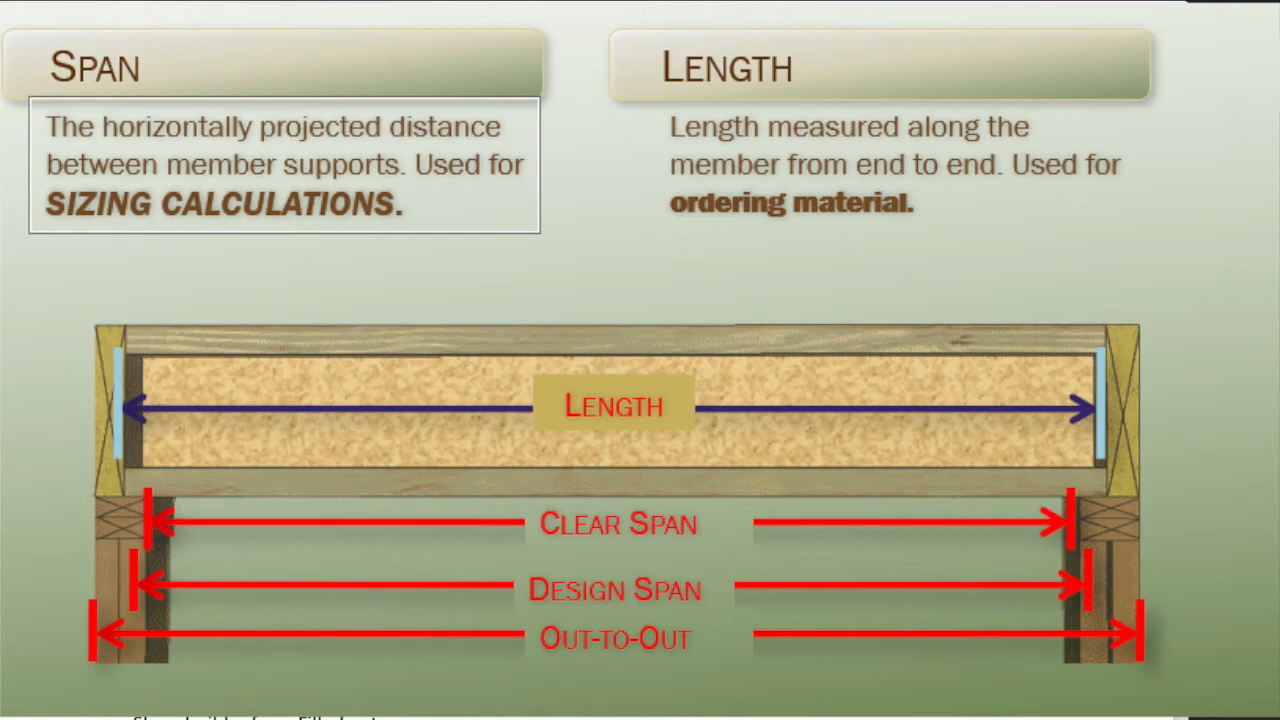 SPAN
The horizontally projected distance
between member supports. Used for
SIZING CALCULATIONS.
LENGTH
Length measured along the
member from end to end. Used for
ordering material.
LENGTH
CLEAR SPAN
DESIGN SPAN
OUT-TO-OUT